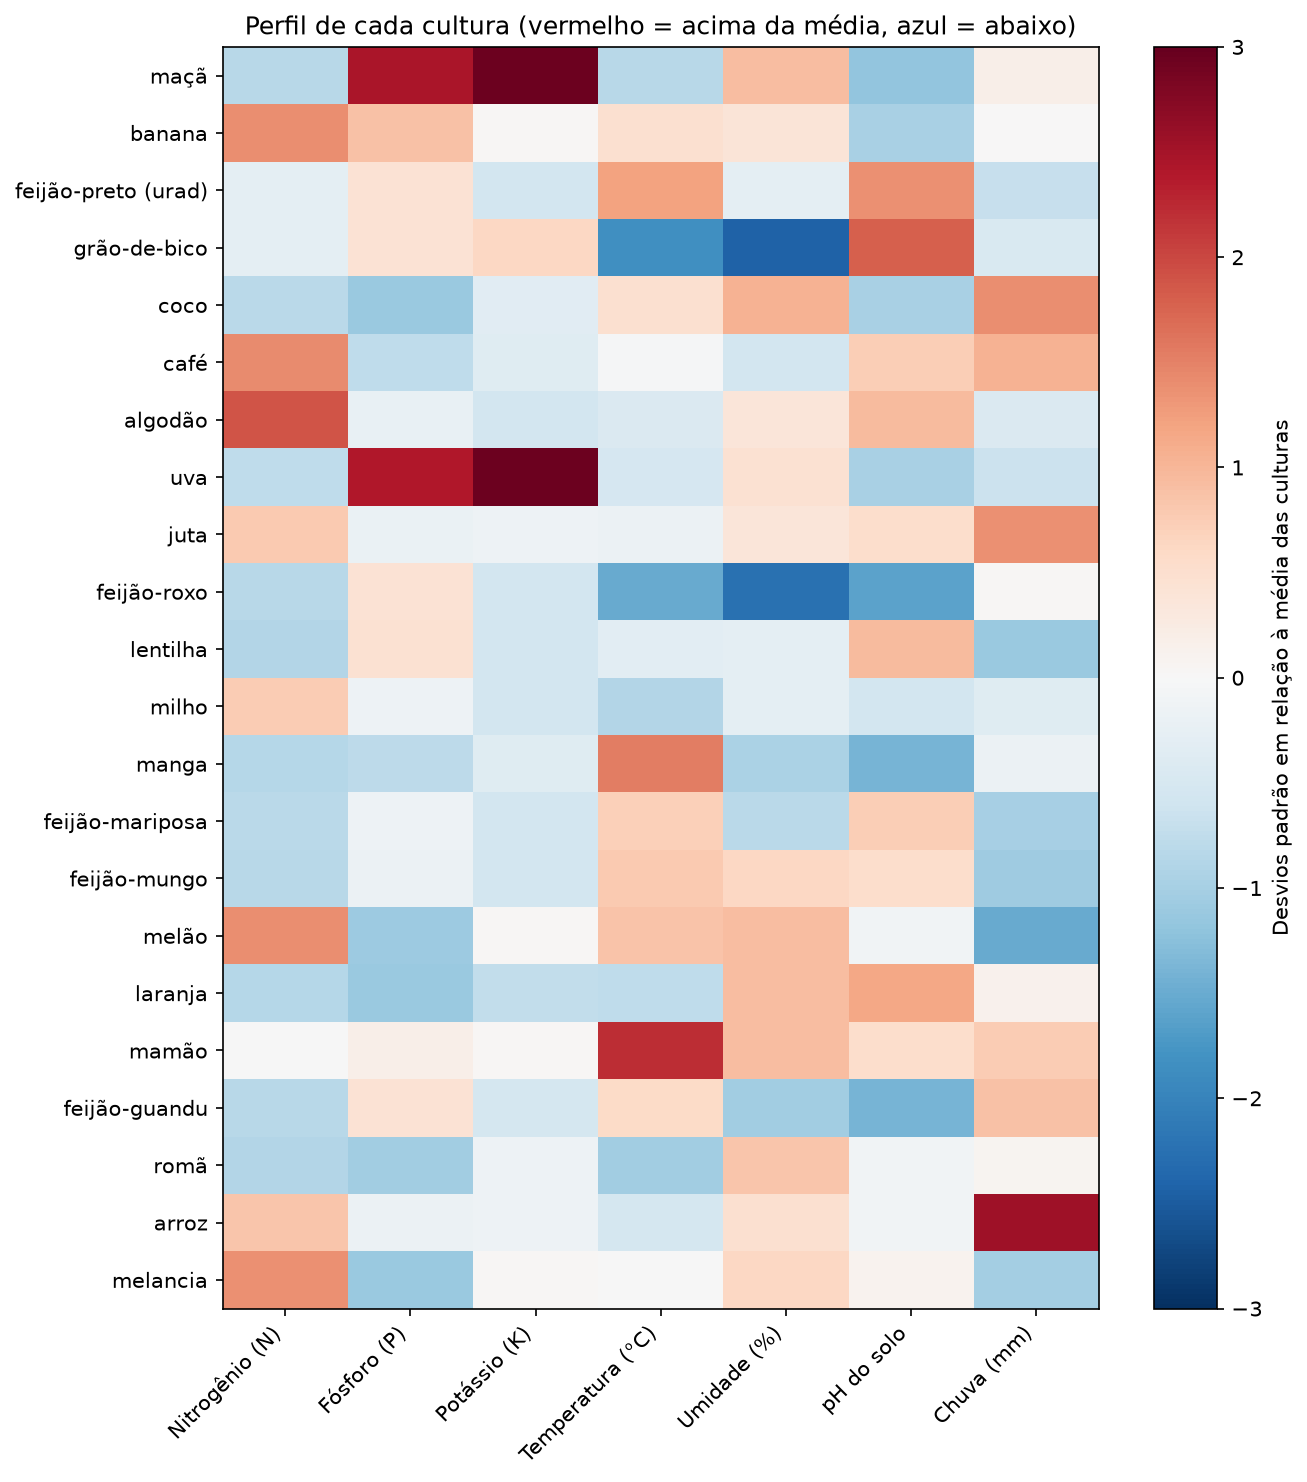 Perfil de cada cultura (vermelho = acima da média, azul = abaixo)
maçã
banana
feijão-preto (urad)
grão-de-bico
coco
café
algodão
uva
juta
feijão-roxo
lentilha
milho
manga
feijão-mariposa
feijão-mungo
melão
laranja
mamão
feijão-guandu
romã
arroz
melancia
Nitrogênio (N)
Fósforo (P)
Potássio (K)
Temperatura (°C)
Umidade (%)
pH do solo
Chuva (mm)
3
2
1
0
−1
−2
−3
Desvios padrão em relação à média das culturas